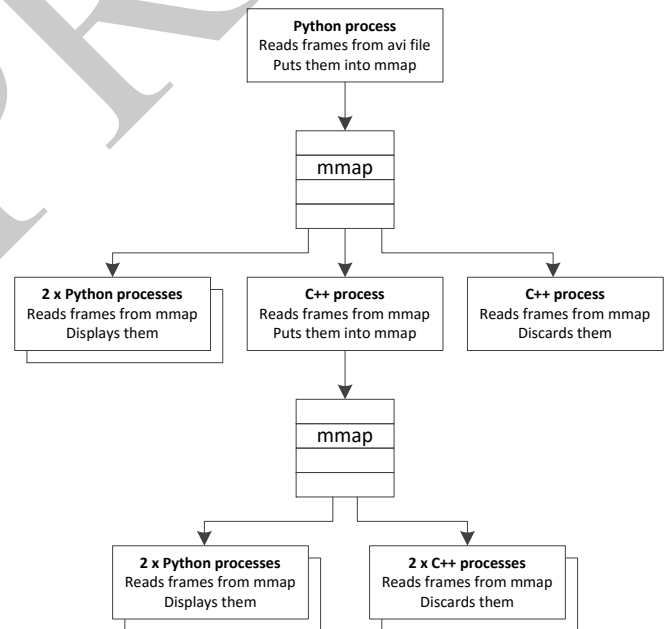 Python process
Reads frames from avi file
Puts them into mmap
mmap
2 x Python processes
Reads frames from mmap
Displays them
C++ process
Reads frames from mmap
Puts them into mmap
C++ process
Reads frames from mmap
Discards them
mmap
2 x Python processes
Reads frames from mmap
Displays them
2 x C++ processes
Reads frames from mmap
Discards them